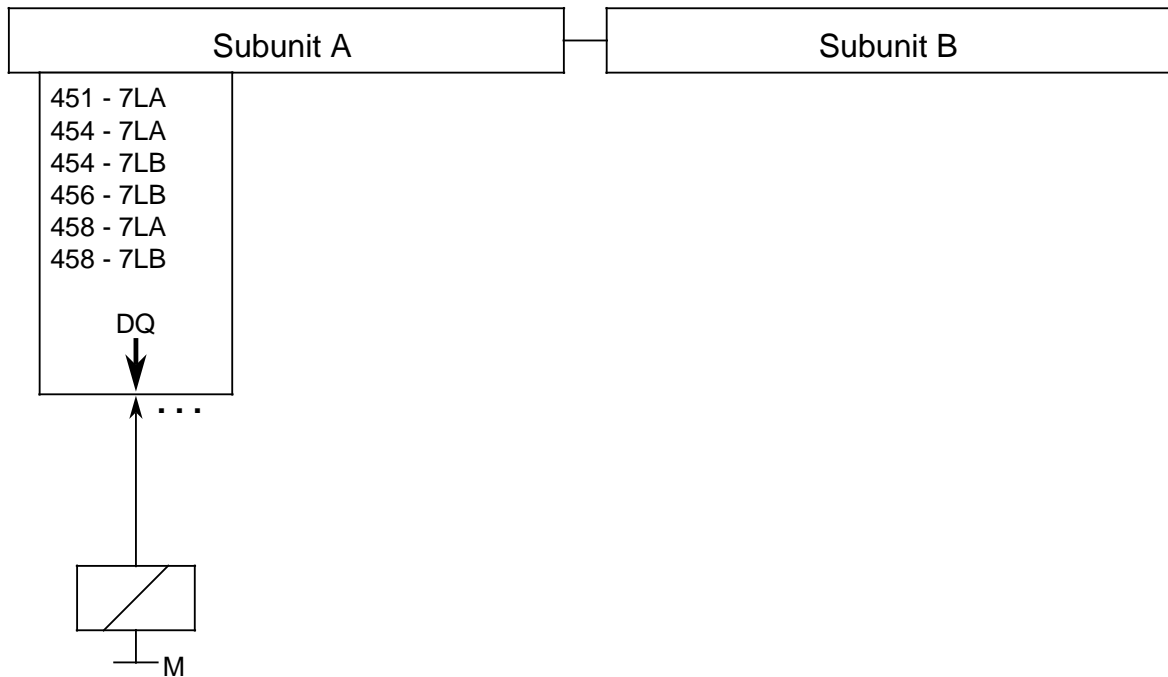 Subunit A
Subunit B
451 - 7LA
454 - 7LA
454 - 7LB
456 - 7LB
458 - 7LA
458 - 7LB
DQ
. . .
M